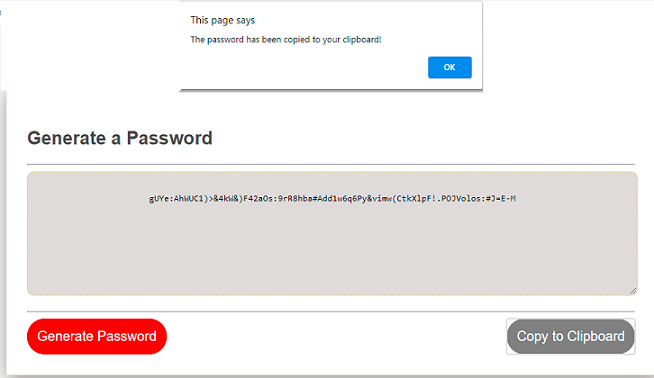 This page says
The password has been copied to your clipboard!
OK
Generate a Password
gUYe:AhWUC1)>&4kW&)F42aOs:9rR8hba#Add1w6q6Py&vimw(CtkXlpF!.POJVolos:#J=E-M
Generate Password
Copy to Clipboard